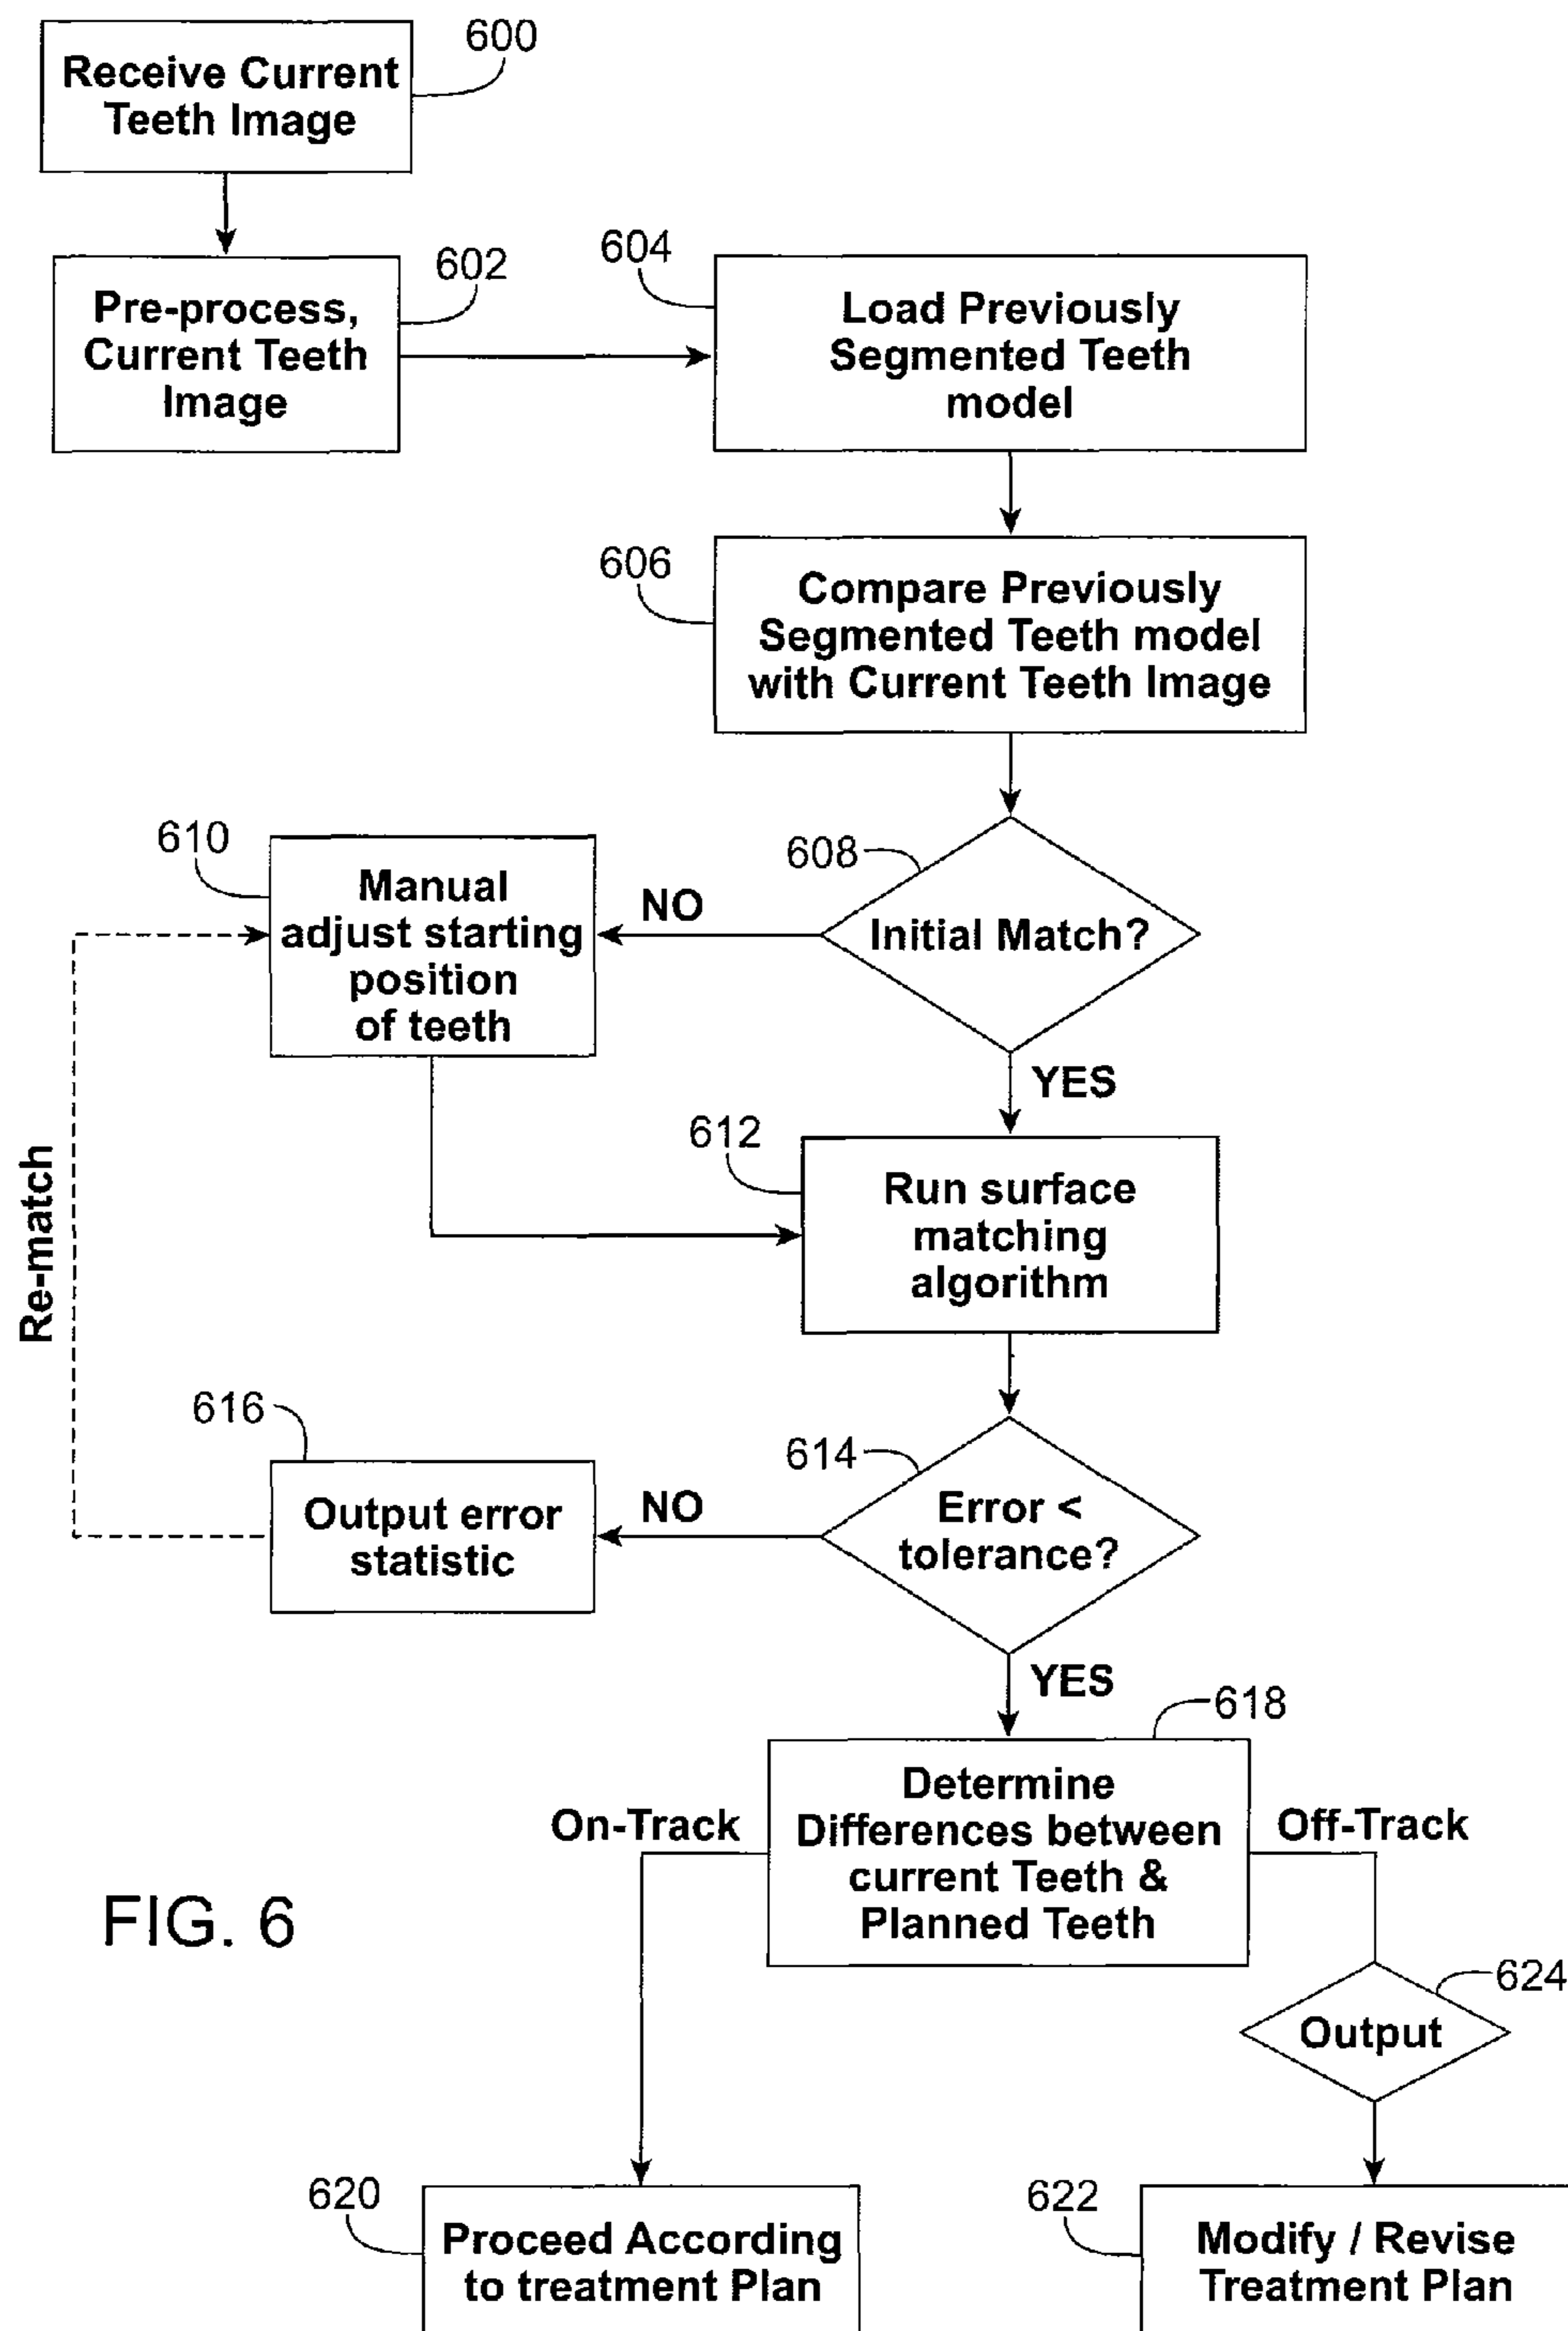 600
Receive Current
Teeth Image
602
Pre-process,
Current Teeth
Image
604
Load Previously
Segmented Teeth
model
606
Compare Previously
Segmented Teeth model
with Current Teeth Image
608
Initial Match?
NO
YES
610
Manual
adjust starting
position
of teeth
612
Run surface
matching
algorithm
Re-match
614
Error <
tolerance?
NO
YES
616
Output error
statistic
618
Determine
Differences between
current Teeth &
Planned Teeth
On-Track
Off-Track
FIG. 6
624
Output
620
Proceed According
to treatment Plan
622
Modify / Revise
Treatment Plan